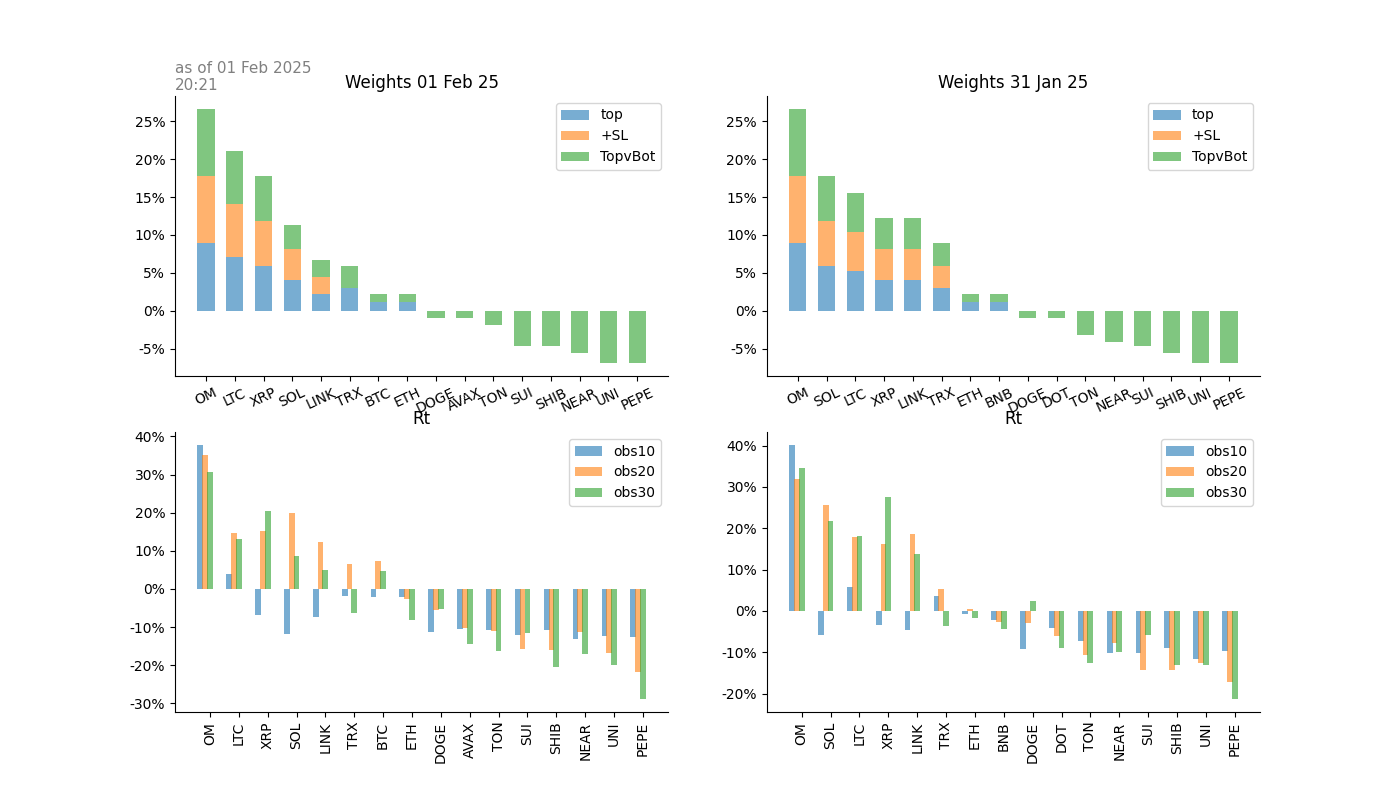 as of 01 Feb 2025
20:21
Weights 01 Feb 25
25%
20%
15%
10%
5%
0%
-5%
top
+SL
TopvBot
OM LTC XRP SOL LINK TRX BTC ETH DOGE AVAX TON SUI SHIB NEAR UNI PEPE
Weights 31 Jan 25
25%
20%
15%
10%
5%
0%
-5%
top
+SL
TopvBot
OM SOL LTC XRP LINK TRX ETH BNB DOGE DOT TON NEAR SUI SHIB UNI PEPE
Rt
40%
30%
20%
10%
0%
-10%
-20%
-30%
obs10
obs20
obs30
OM LTC XRP SOL LINK TRX BTC ETH DOGE AVAX TON SUI SHIB NEAR UNI PEPE
Rt
40%
30%
20%
10%
0%
-10%
-20%
obs10
obs20
obs30
OM SOL LTC XRP LINK TRX ETH BNB DOGE DOT TON NEAR SUI SHIB UNI PEPE